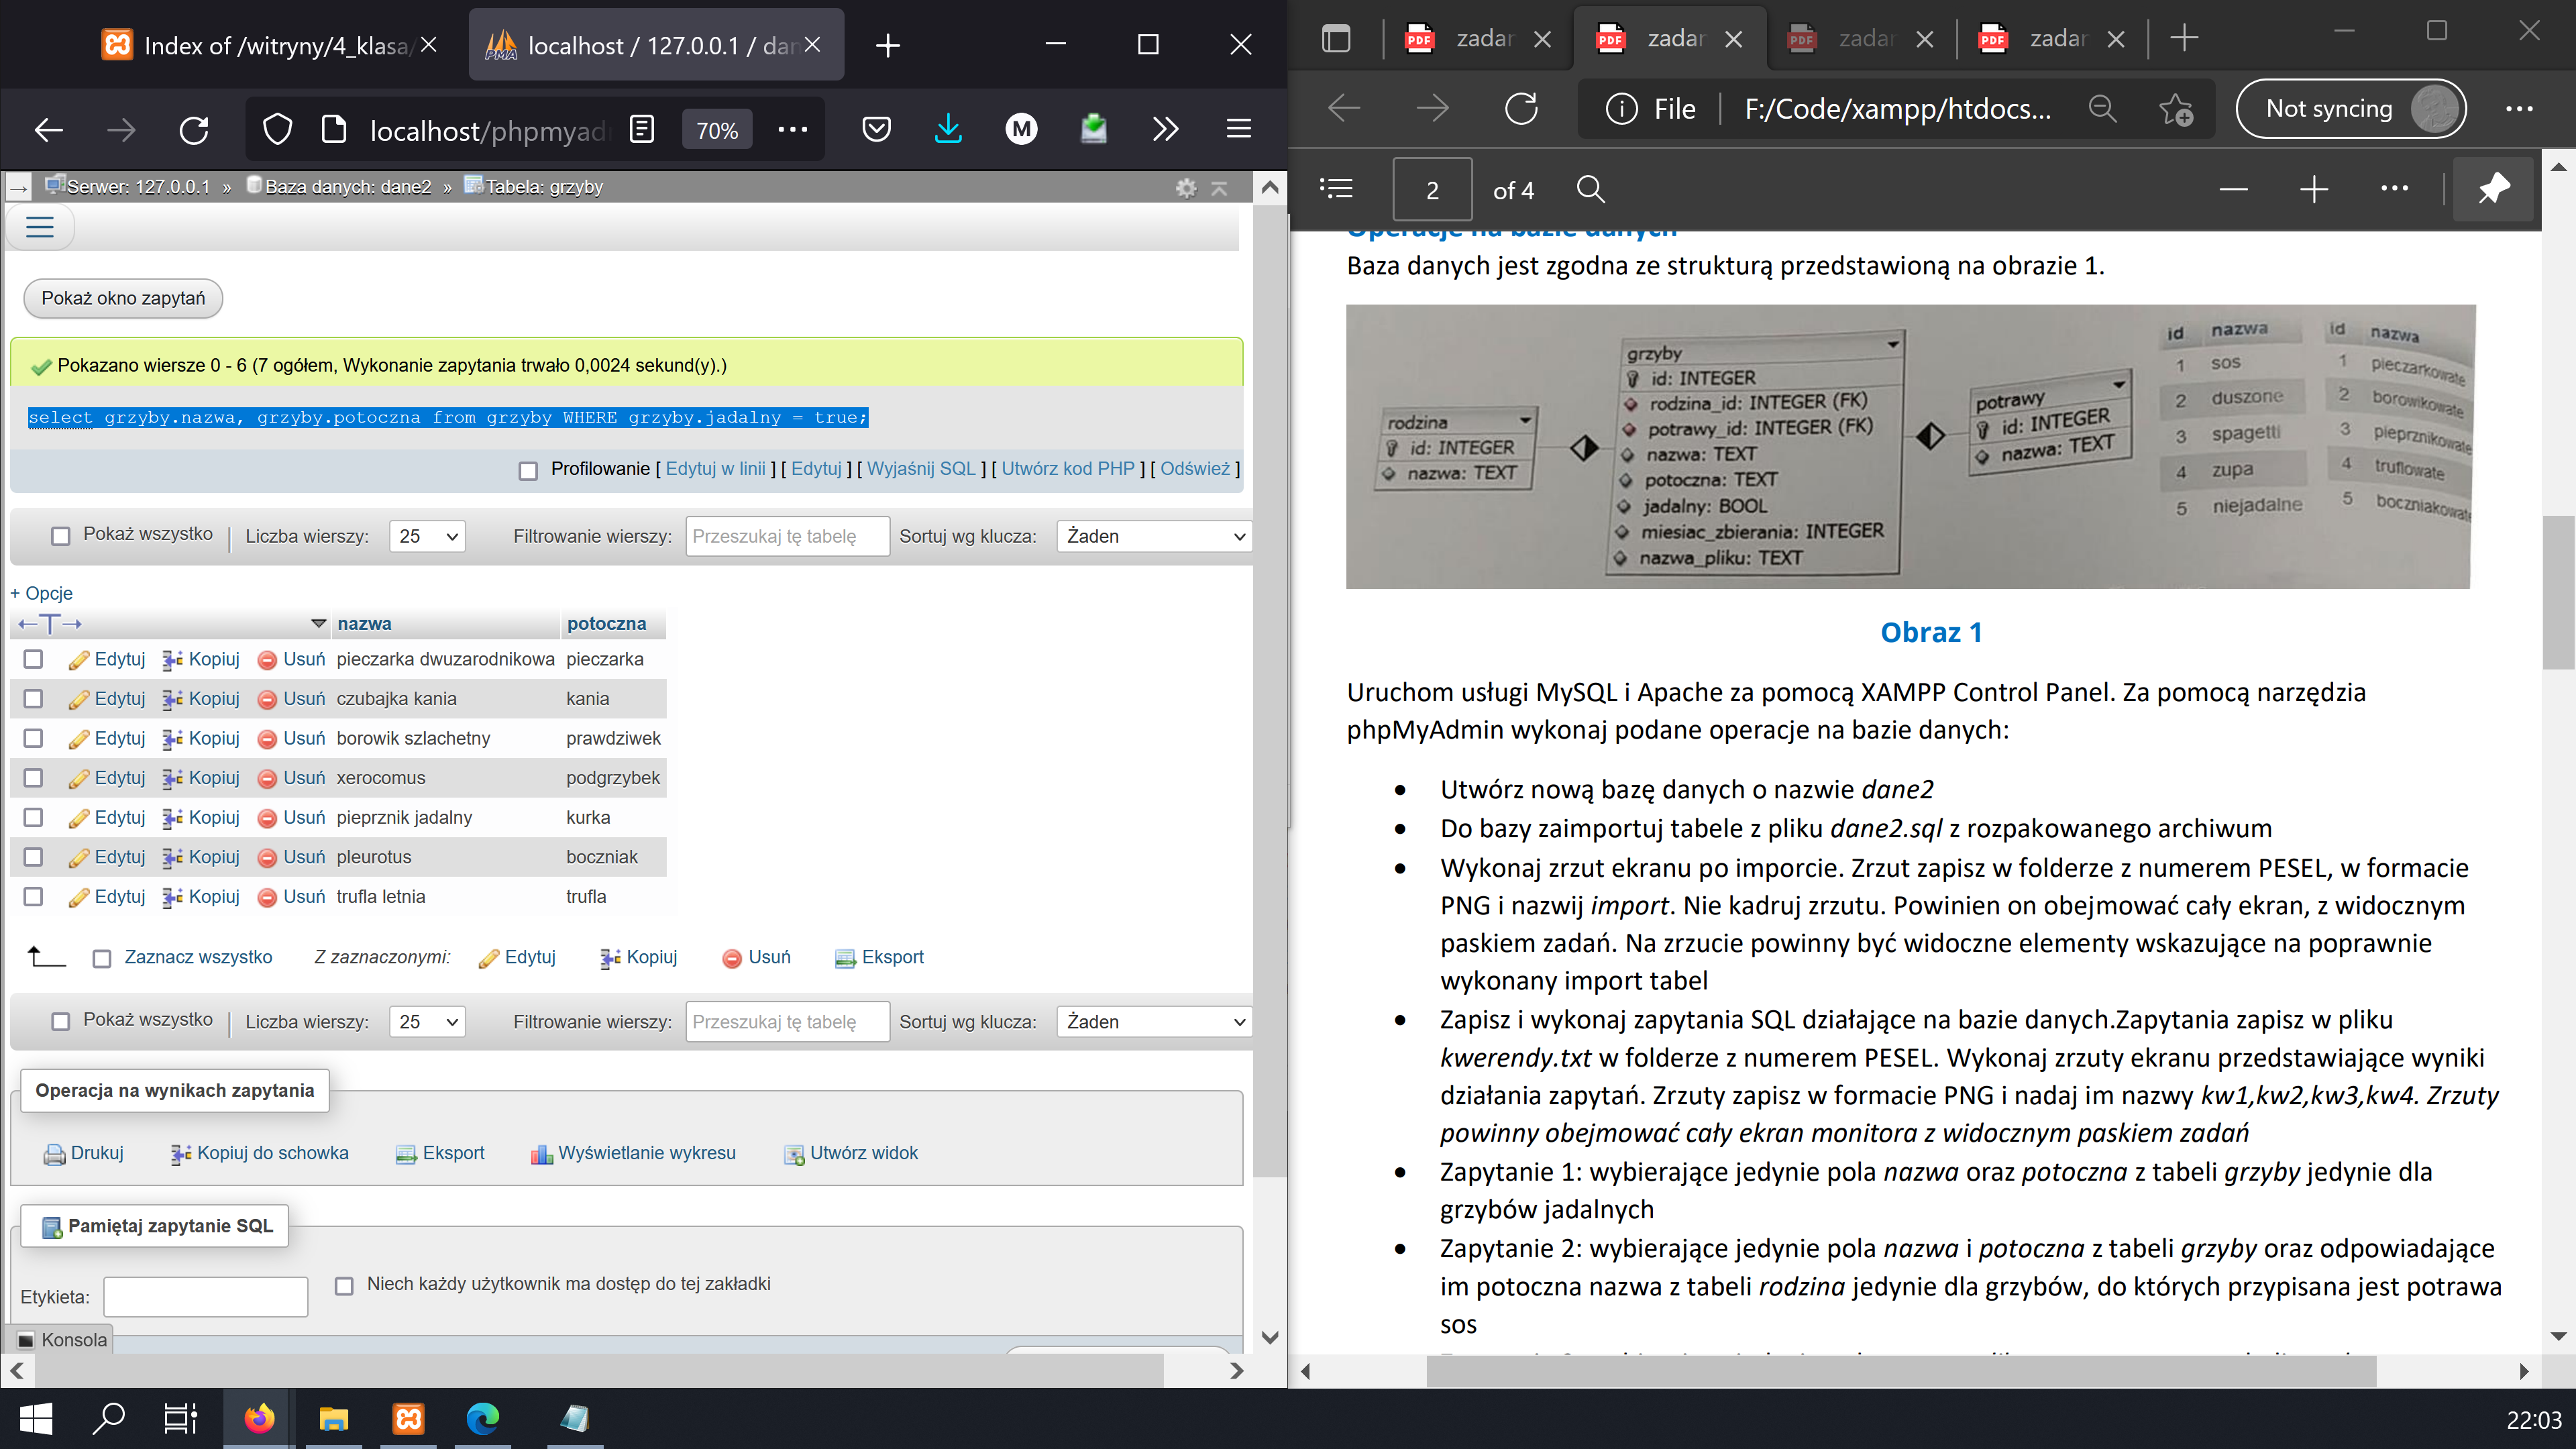 Index of /witryny/4_klasa/
localhost / 127.0.0.1 / dan
localhost/phpmyad
70%
M
Serwer: 127.0.0.1 » Baza danych: dane2 » Tabela: grzyby
Pokaż okno zapytań
Pokazano wiersze 0 - 6 (7 ogółem, Wykonanie zapytania trwało 0,0024 sekund(y).)
select grzyby.nazwa, grzyby.potoczna from grzyby WHERE grzyby.jadalny = true;
Profilowanie [ Edytuj w linii ] [ Edytuj ] [ Wyjaśnij SQL ] [ Utwórz kod PHP ] [ Odśwież ]
Pokaż wszystko | Liczba wierszy: 25 Filtrowanie wierszy: Przeszukaj tę tabelę Sortuj wg klucza: Żaden
+ Opcje
←T→ nazwa potoczna
Edytuj Kopiuj Usuń pieczarka dwuzarodnikowa pieczarka
Edytuj Kopiuj Usuń czubajka kania kania
Edytuj Kopiuj Usuń borowik szlachetny prawdziwek
Edytuj Kopiuj Usuń xerocomus podgrzybek
Edytuj Kopiuj Usuń pieprznik jadalny kurka
Edytuj Kopiuj Usuń pleurotus boczniak
Edytuj Kopiuj Usuń trufla letnia trufla
Zaznacz wszystko Z zaznaczonymi: Edytuj Kopiuj Usuń Eksport
Pokaż wszystko | Liczba wierszy: 25 Filtrowanie wierszy: Przeszukaj tę tabelę Sortuj wg klucza: Żaden
Operacja na wynikach zapytania
Drukuj Kopiuj do schowka Eksport Wyświetlanie wykresu Utwórz widok
Pamiętaj zapytanie SQL
Etykieta: Niech każdy użytkownik ma dostęp do tej zakładki
Konsola
PDF zadar
PDF zadar
PDF zadar
PDF zadar
File F:/Code/xampp/htdocs... Not syncing
2 of 4
Operacje na bazie danych
Baza danych jest zgodna ze strukturą przedstawioną na obrazie 1.
rodzina
id: INTEGER
nazwa: TEXT
grzyby
id: INTEGER
rodzina_id: INTEGER (FK)
potrawy_id: INTEGER (FK)
nazwa: TEXT
potoczna: TEXT
jadalny: BOOL
miesiac_zbierania: INTEGER
nazwa_pliku: TEXT
potrawy
id: INTEGER
nazwa: TEXT
id nazwa
1 sos
2 duszone
3 spagetti
4 zupa
5 niejadalne
id nazwa
1 pieczarkowate
2 borowikowate
3 pieprznikowate
4 truflowate
5 boczniakowate
Obraz 1
Uruchom usługi MySQL i Apache za pomocą XAMPP Control Panel. Za pomocą narzędzia
phpMyAdmin wykonaj podane operacje na bazie danych:
• Utwórz nową bazę danych o nazwie dane2
• Do bazy zaimportuj tabele z pliku dane2.sql z rozpakowanego archiwum
• Wykonaj zrzut ekranu po imporcie. Zrzut zapisz w folderze z numerem PESEL, w formacie
PNG i nazwij import. Nie kadruj zrzutu. Powinien on obejmować cały ekran, z widocznym
paskiem zadań. Na zrzucie powinny być widoczne elementy wskazujące na poprawnie
wykonany import tabel
• Zapisz i wykonaj zapytania SQL działające na bazie danych.Zapytania zapisz w pliku
kwerendy.txt w folderze z numerem PESEL. Wykonaj zrzuty ekranu przedstawiające wyniki
działania zapytań. Zrzuty zapisz w formacie PNG i nadaj im nazwy kw1,kw2,kw3,kw4. Zrzuty
powinny obejmować cały ekran monitora z widocznym paskiem zadań
• Zapytanie 1: wybierające jedynie pola nazwa oraz potoczna z tabeli grzyby jedynie dla
grzybów jadalnych
• Zapytanie 2: wybierające jedynie pola nazwa i potoczna z tabeli grzyby oraz odpowiadające
im potoczna nazwa z tabeli rodzina jedynie dla grzybów, do których przypisana jest potrawa
sos
22:03